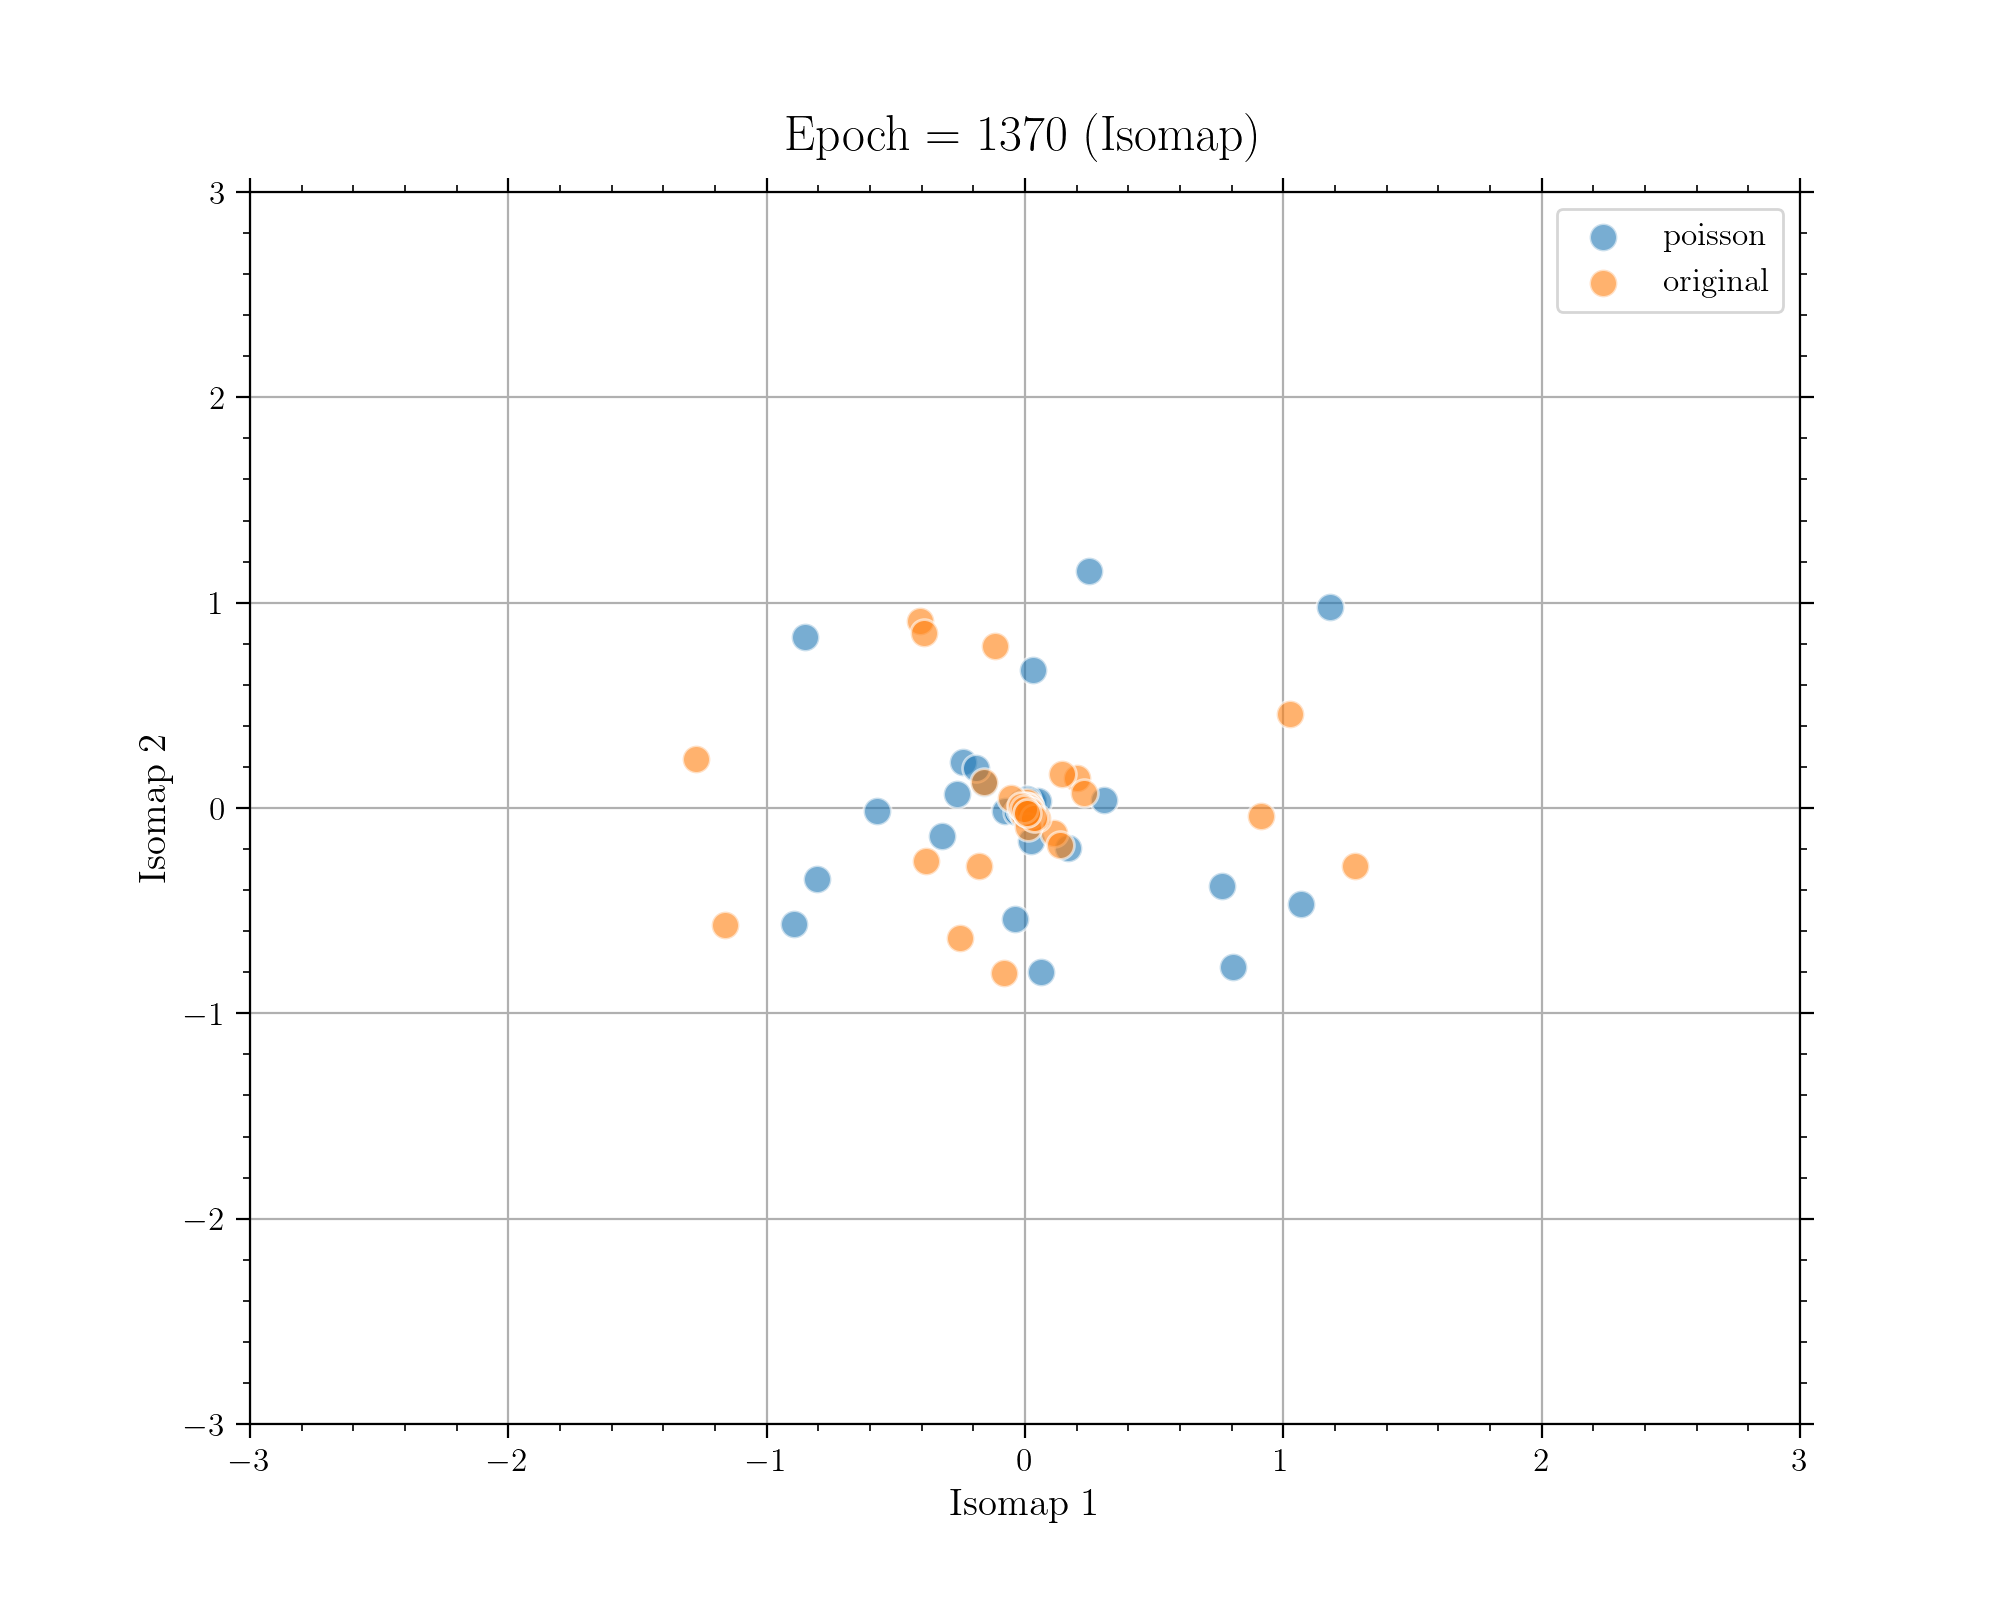 Epoch = 1370 (Isomap)
poisson
original
3
2
1
0
−1
−2
−3
Isomap 2
−3
−2
−1
0
1
2
3
Isomap 1